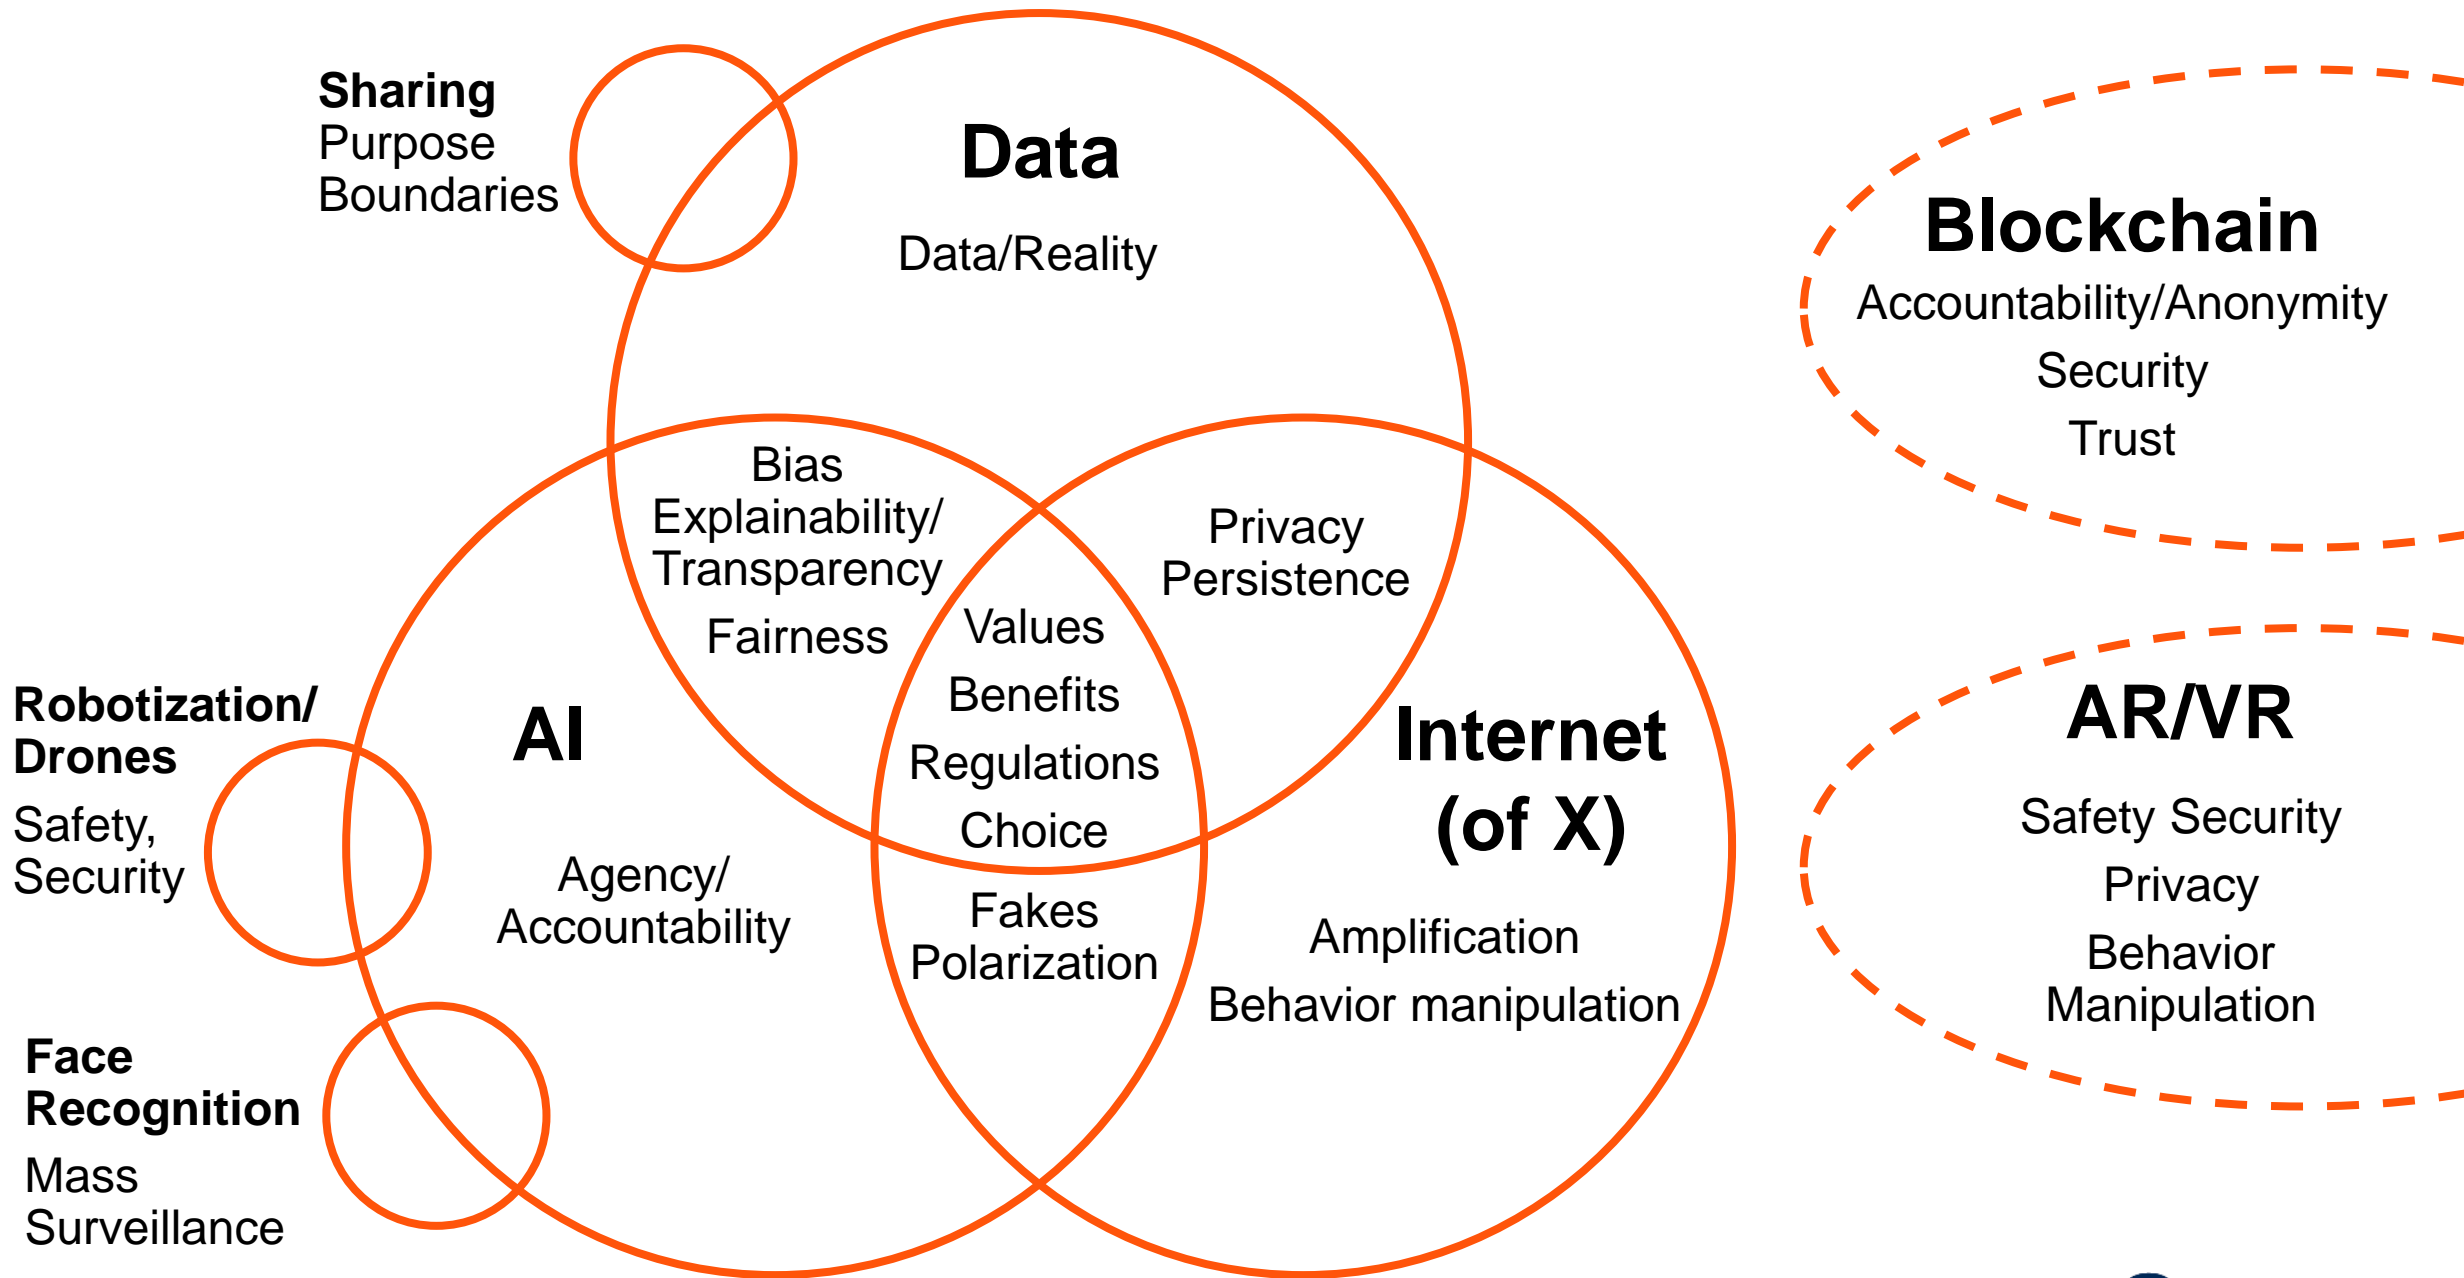 Sharing
Purpose
Boundaries
Data
Data/Reality
Blockchain
Accountability/Anonymity
Security
Trust
Bias
Explainability/
Transparency
Fairness
Privacy
Persistence
Values
Benefits
Regulations
Choice
Robotization/
Drones
Safety,
Security
AI
Agency/
Accountability
Internet
(of X)
Amplification
Behavior manipulation
Fakes
Polarization
AR/VR
Safety Security
Privacy
Behavior
Manipulation
Face
Recognition
Mass
Surveillance